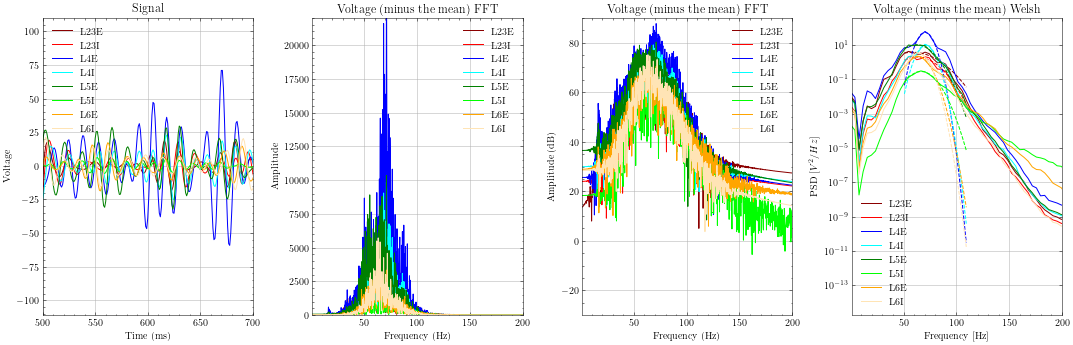 Signal
Voltage
100
75
50
25
0
−25
−50
−75
−100
500
550
600
650
700
Time (ms)
L23E
L23I
L4E
L4I
L5E
L5I
L6E
L6I
Voltage (minus the mean) FFT
Amplitude
20000
17500
15000
12500
10000
7500
5000
2500
0
50
100
150
200
Frequency (Hz)
L23E
L23I
L4E
L4I
L5E
L5I
L6E
L6I
Voltage (minus the mean) FFT
Amplitude (dB)
80
60
40
20
0
−20
50
100
150
200
Frequency (Hz)
L23E
L23I
L4E
L4I
L5E
L5I
L6E
L6I
Voltage (minus the mean) Welsh
PSD [V²/Hz]
10¹
10⁻¹
10⁻³
10⁻⁵
10⁻⁷
10⁻⁹
10⁻¹¹
10⁻¹³
50
100
150
200
Frequency [Hz]
L23E
L23I
L4E
L4I
L5E
L5I
L6E
L6I